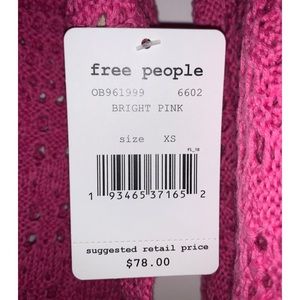 free people
OB961999 6602
BRIGHT PINK
size XS
1 93465 37165 2
suggested retail price
$78.00